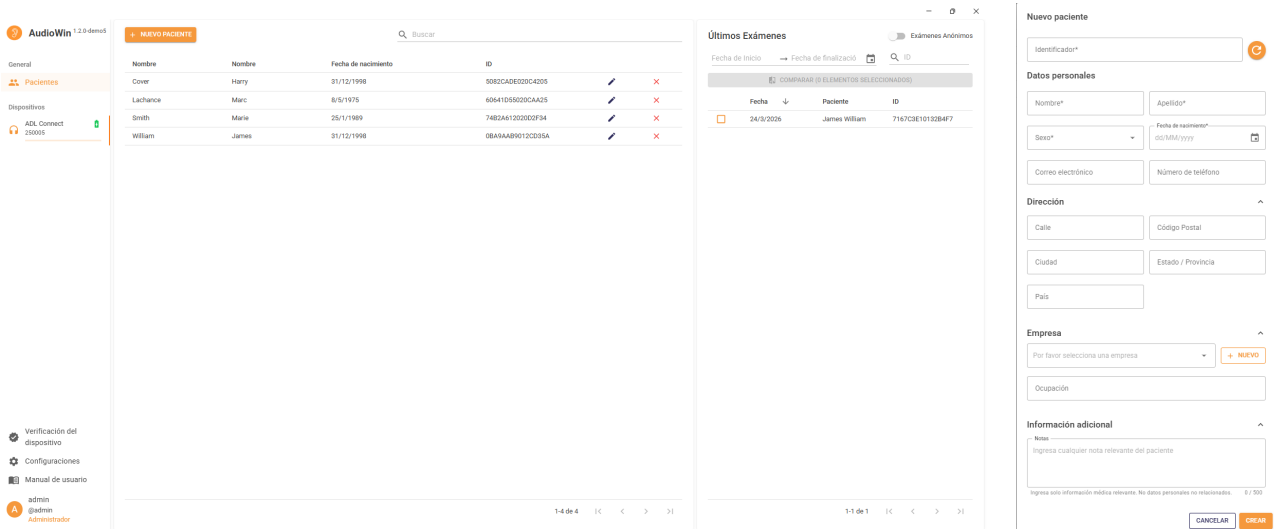 AudioWin 1.2.0-demo5
General
Pacientes
Dispositivos
ADL Connect
250005
Verificación del
dispositivo
Configuraciones
Manual de usuario
A
admin
@admin
Administrador
+ NUEVO PACIENTE
Buscar
Nombre Nombre Fecha de nacimiento ID
Cover Harry 31/12/1998 5082CADE020C4205
Lachance Marc 8/5/1975 60641D55020CAA25
Smith Marie 25/1/1989 74B2A612020D2F34
William James 31/12/1998 0BA9AAB9012CD35A
1-4 de 4
Últimos Exámenes
Exámenes Anónimos
Fecha de Inicio → Fecha de finalizació
ID
COMPARAR (0 ELEMENTOS SELECCIONADOS)
Fecha ↓ Paciente ID
24/3/2026 James William 7167C3E10132B4F7
1-1 de 1
Nuevo paciente
Identificador*
Datos personales
Nombre* Apellido*
Sexo*
Fecha de nacimiento*
dd/MM/yyyy
Correo electrónico Número de teléfono
Dirección
Calle Código Postal
Ciudad Estado / Provincia
País
Empresa
Por favor selecciona una empresa
+ NUEVO
Ocupación
Información adicional
Notas
Ingresa cualquier nota relevante del paciente
Ingresa solo información médica relevante. No datos personales no relacionados. 0 / 500
CANCELAR CREAR